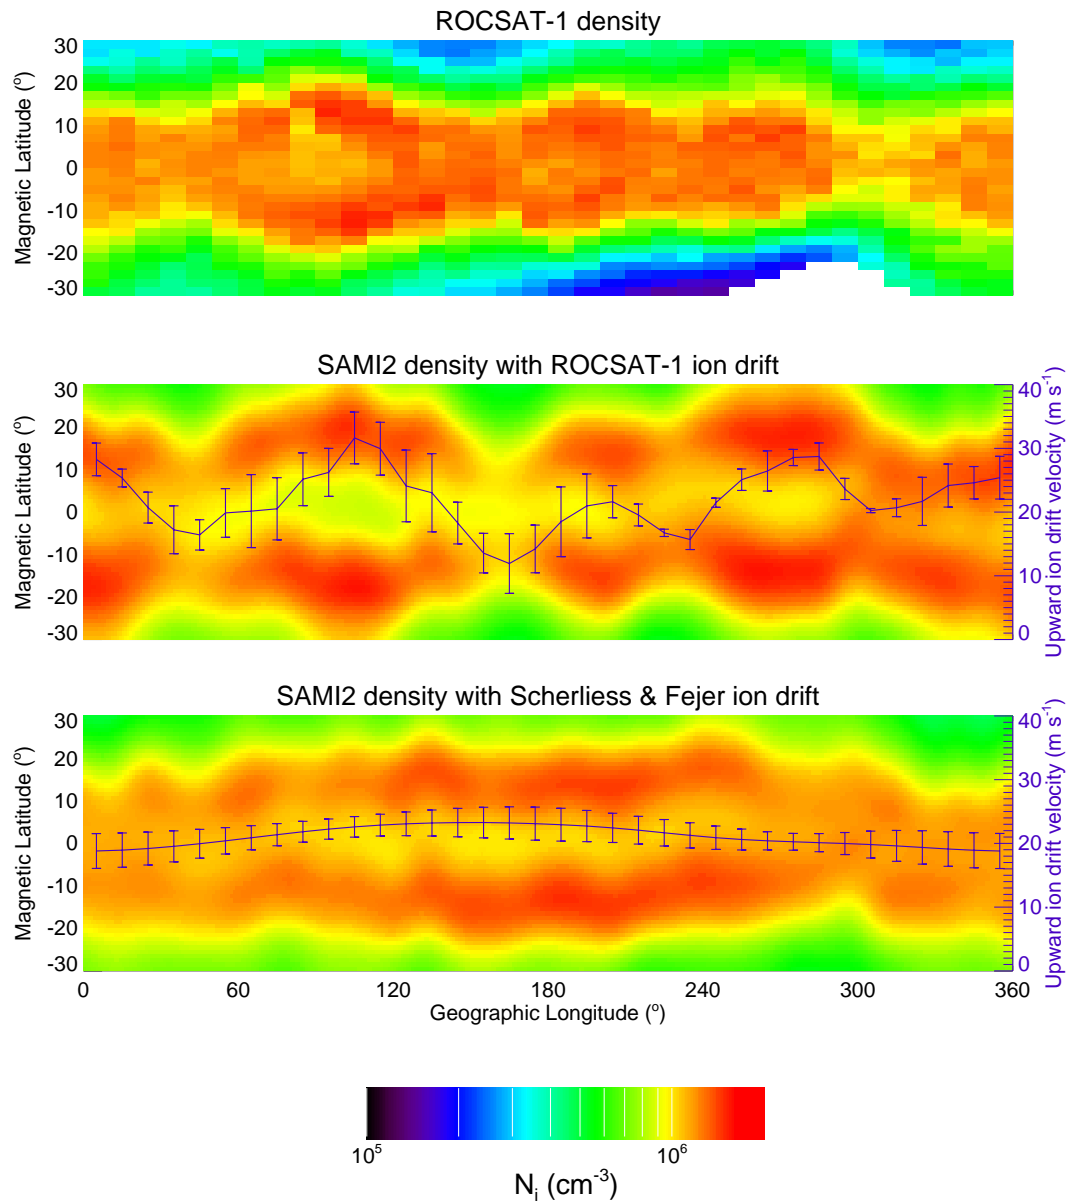 ROCSAT-1 density
Magnetic Latitude (°)
30
20
10
0
-10
-20
-30
SAMI2 density with ROCSAT-1 ion drift
Magnetic Latitude (°)
30
20
10
0
-10
-20
-30
40
30
20
10
0
Upward ion drift velocity (m s⁻¹)
SAMI2 density with Scherliess & Fejer ion drift
Magnetic Latitude (°)
30
20
10
0
-10
-20
-30
40
30
20
10
0
Upward ion drift velocity (m s⁻¹)
0 60 120 180 240 300 360
Geographic Longitude (°)
10⁵ 10⁶
Nᵢ (cm⁻³)